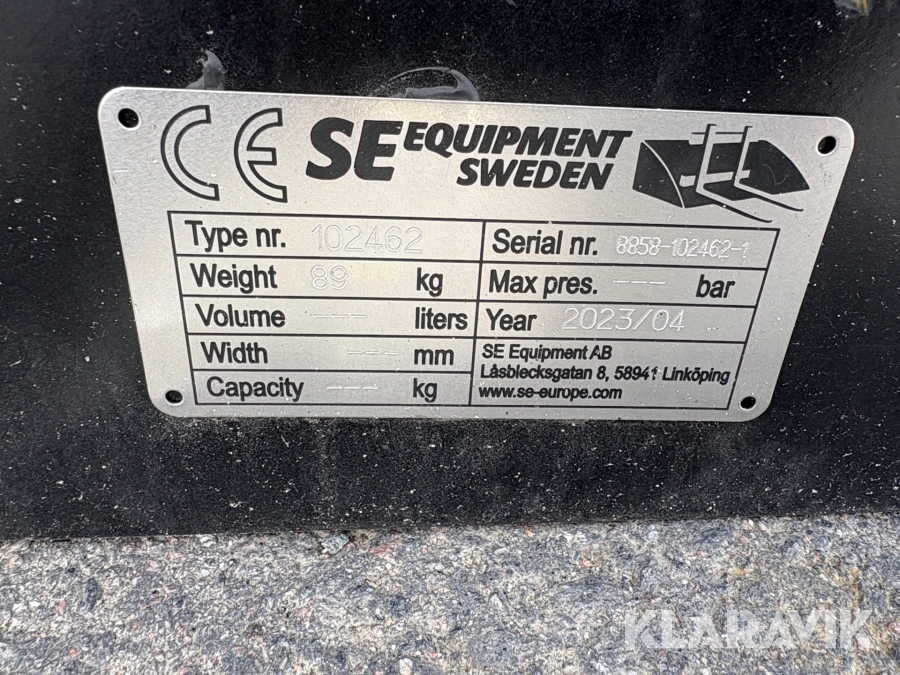 CE SE EQUIPMENT
SWEDEN
Type nr. 102462 Serial nr. 8858-102462-1
Weight 89 kg Max pres. --- bar
Volume --- liters Year 2023/04
Width --- mm SE Equipment AB
Låsblecksgatan 8, 58941 Linköping
Capacity --- kg www.se-europe.com
KLARAVIK